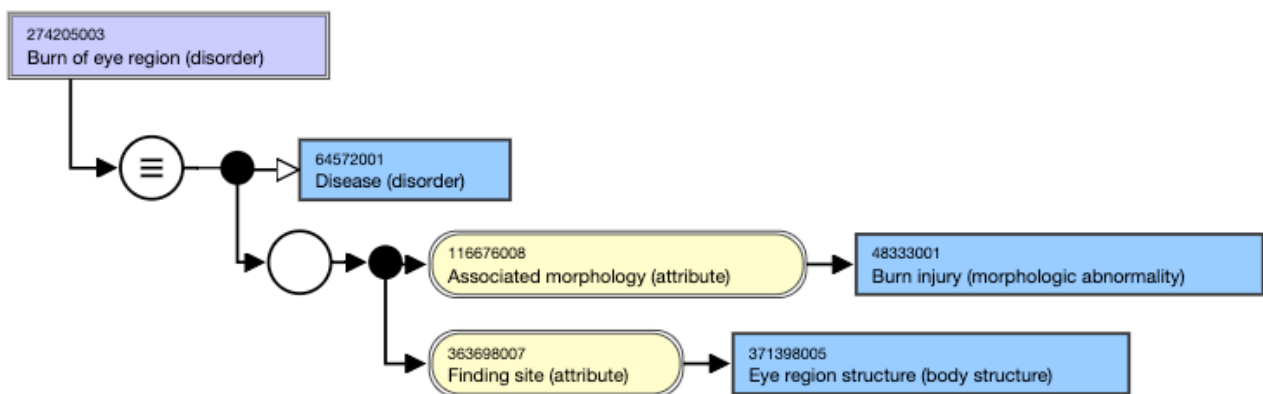 274205003
Burn of eye region (disorder)
≡
64572001
Disease (disorder)
116676008
Associated morphology (attribute)
48333001
Burn injury (morphologic abnormality)
363698007
Finding site (attribute)
371398005
Eye region structure (body structure)